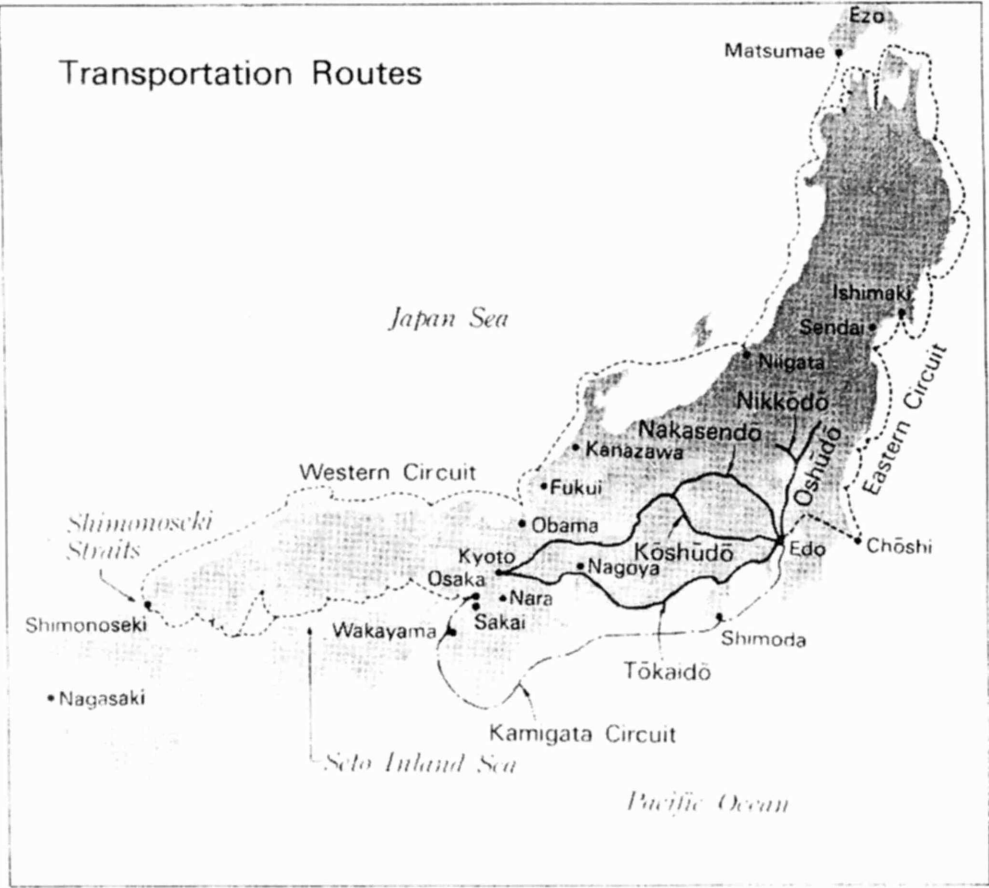 Ezo
Matsumae
Transportation Routes
Ishimaki
Japan Sea
Sendai
Niigata
Nikkōdō
Nakasendō
Kanazawa
Oshūdō
Eastern Circuit
Western Circuit
Fukui
Shimonoseki
Straits
Obama
Kyoto
Kōshūdō
Edo
Chōshi
Osaka
Nagoya
Nara
Shimonoseki
Wakayama
Sakai
Shimoda
Tōkaidō
Nagasaki
Kamigata Circuit
Seto Inland Sea
Pacific Ocean